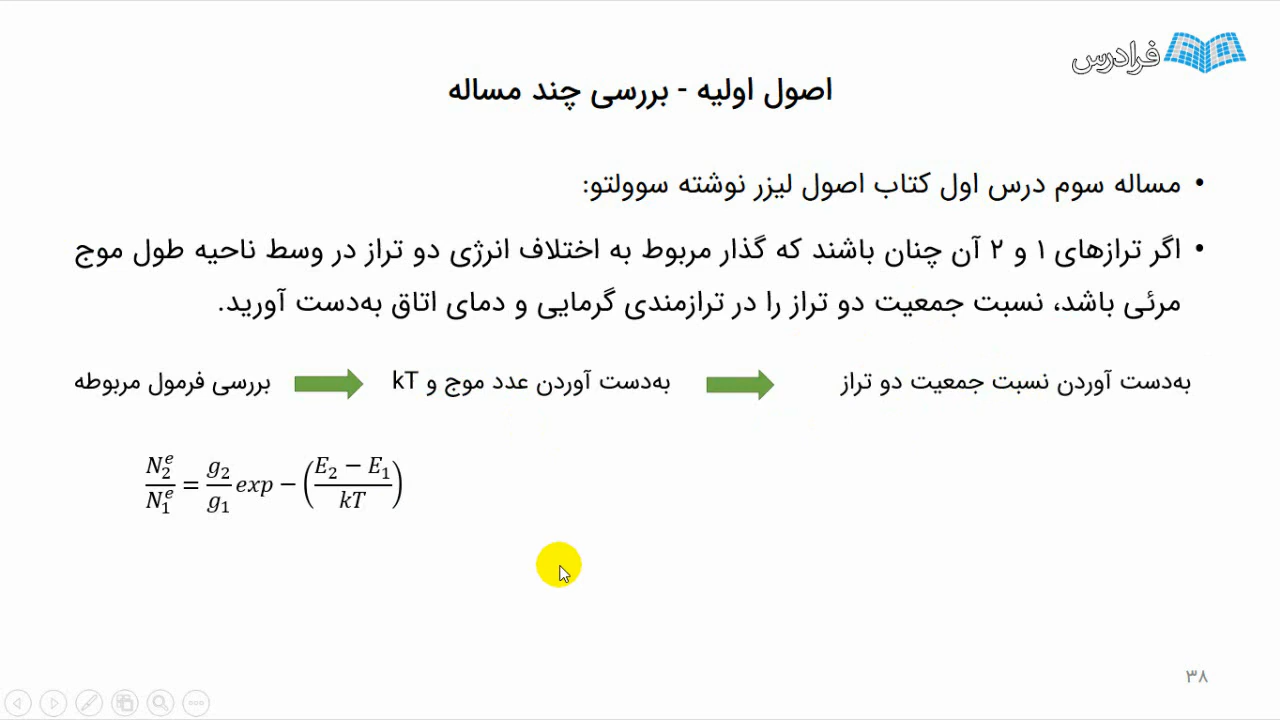 فرادرس
اصول اولیه - بررسی چند مساله
• مساله سوم درس اول کتاب اصول لیزر نوشته سوولتو:
• اگر ترازهای ۱ و ۲ آن چنان باشند که گذار مربوط به اختلاف انرژی دو تراز در وسط ناحیه طول موج
مرئی باشد، نسبت جمعیت دو تراز را در ترازمندی گرمایی و دمای اتاق به‌دست آورید.
بررسی فرمول مربوطه
به‌دست آوردن عدد موج و kT
به‌دست آوردن نسبت جمعیت دو تراز
N₂ᵉ/N₁ᵉ = g₂/g₁ exp − ((E₂ − E₁)/kT)
۳۸